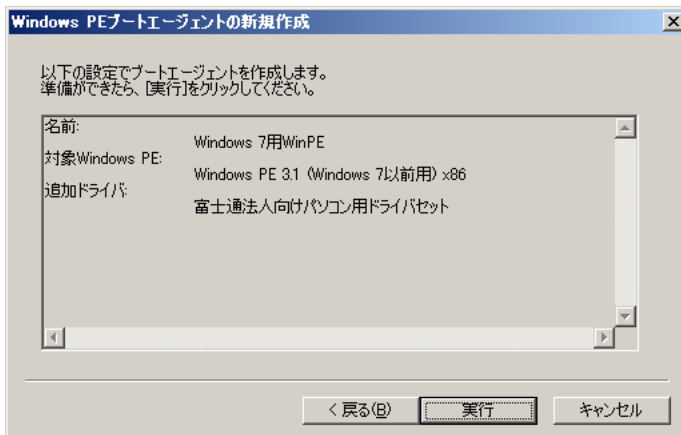 Windows PEブートエージェントの新規作成
以下の設定でブートエージェントを作成します。
準備ができたら、[実行]をクリックしてください。
名前:
Windows 7用WinPE
対象Windows PE:
Windows PE 3.1 (Windows 7以前用) x86
追加ドライバ:
富士通法人向けパソコン用ドライバセット
< 戻る(B) 実行 キャンセル